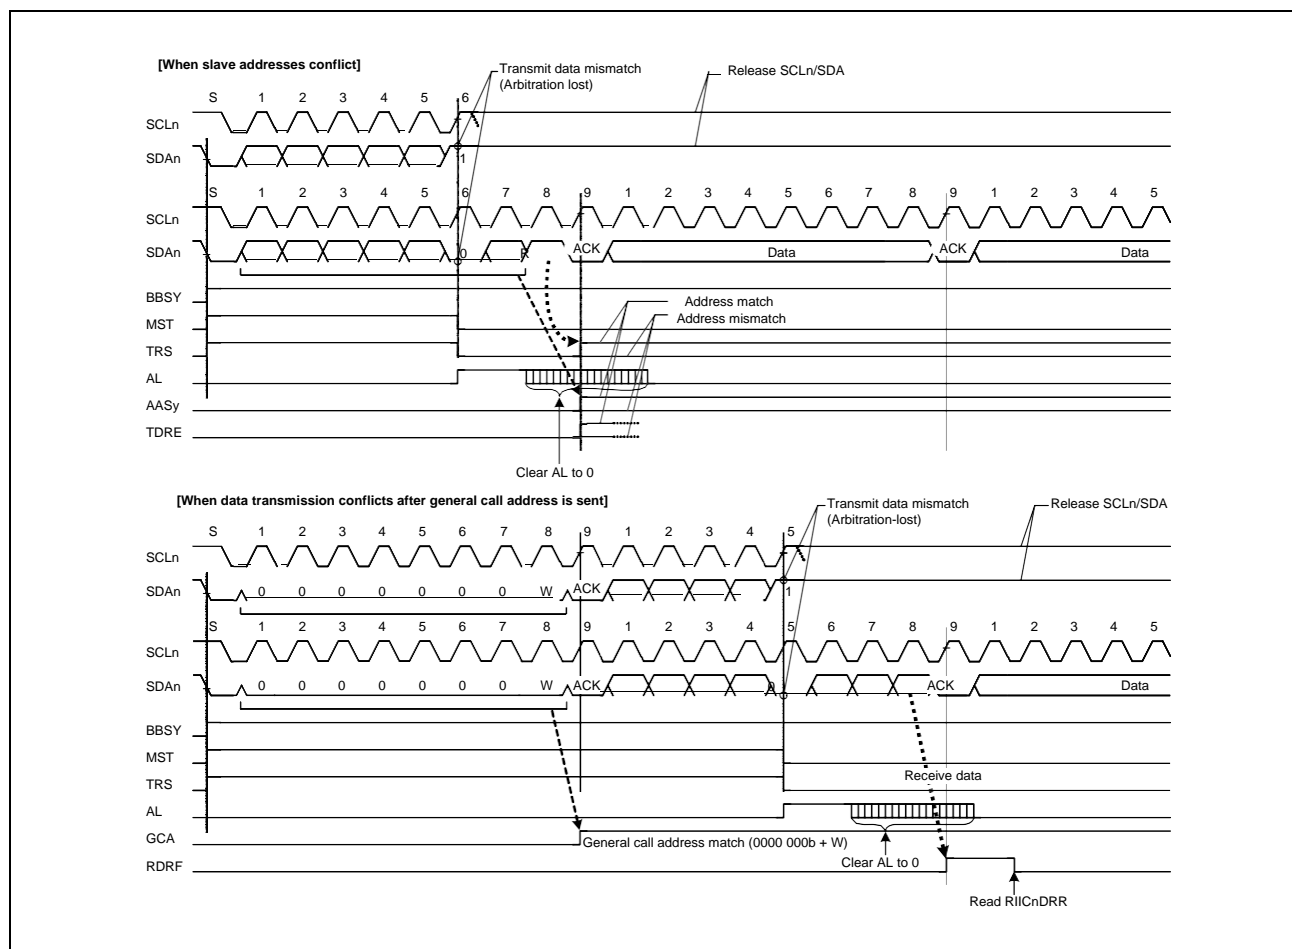 [When slave addresses conflict]
Transmit data mismatch
(Arbitration lost)
Release SCLn/SDA
S 1 2 3 4 5 6
SCLn
SDAn 1
S 1 2 3 4 5 6 7 8 9 1 2 3 4 5 6 7 8 9 1 2 3 4 5
SCLn
SDAn 0 R ACK Data ACK Data
BBSY
Address match
MST
Address mismatch
TRS
AL
AASy
TDRE
Clear AL to 0
[When data transmission conflicts after general call address is sent]
Transmit data mismatch
(Arbitration-lost)
Release SCLn/SDA
S 1 2 3 4 5 6 7 8 9 1 2 3 4 5
SCLn
SDAn 0 0 0 0 0 0 0 W ACK 1
S 1 2 3 4 5 6 7 8 9 1 2 3 4 5 6 7 8 9 1 2 3 4 5
SCLn
SDAn 0 0 0 0 0 0 0 W ACK 0 ACK Data
BBSY
MST
Receive data
TRS
AL
GCA
General call address match (0000 000b + W)
Clear AL to 0
RDRF
Read RIICnDRR